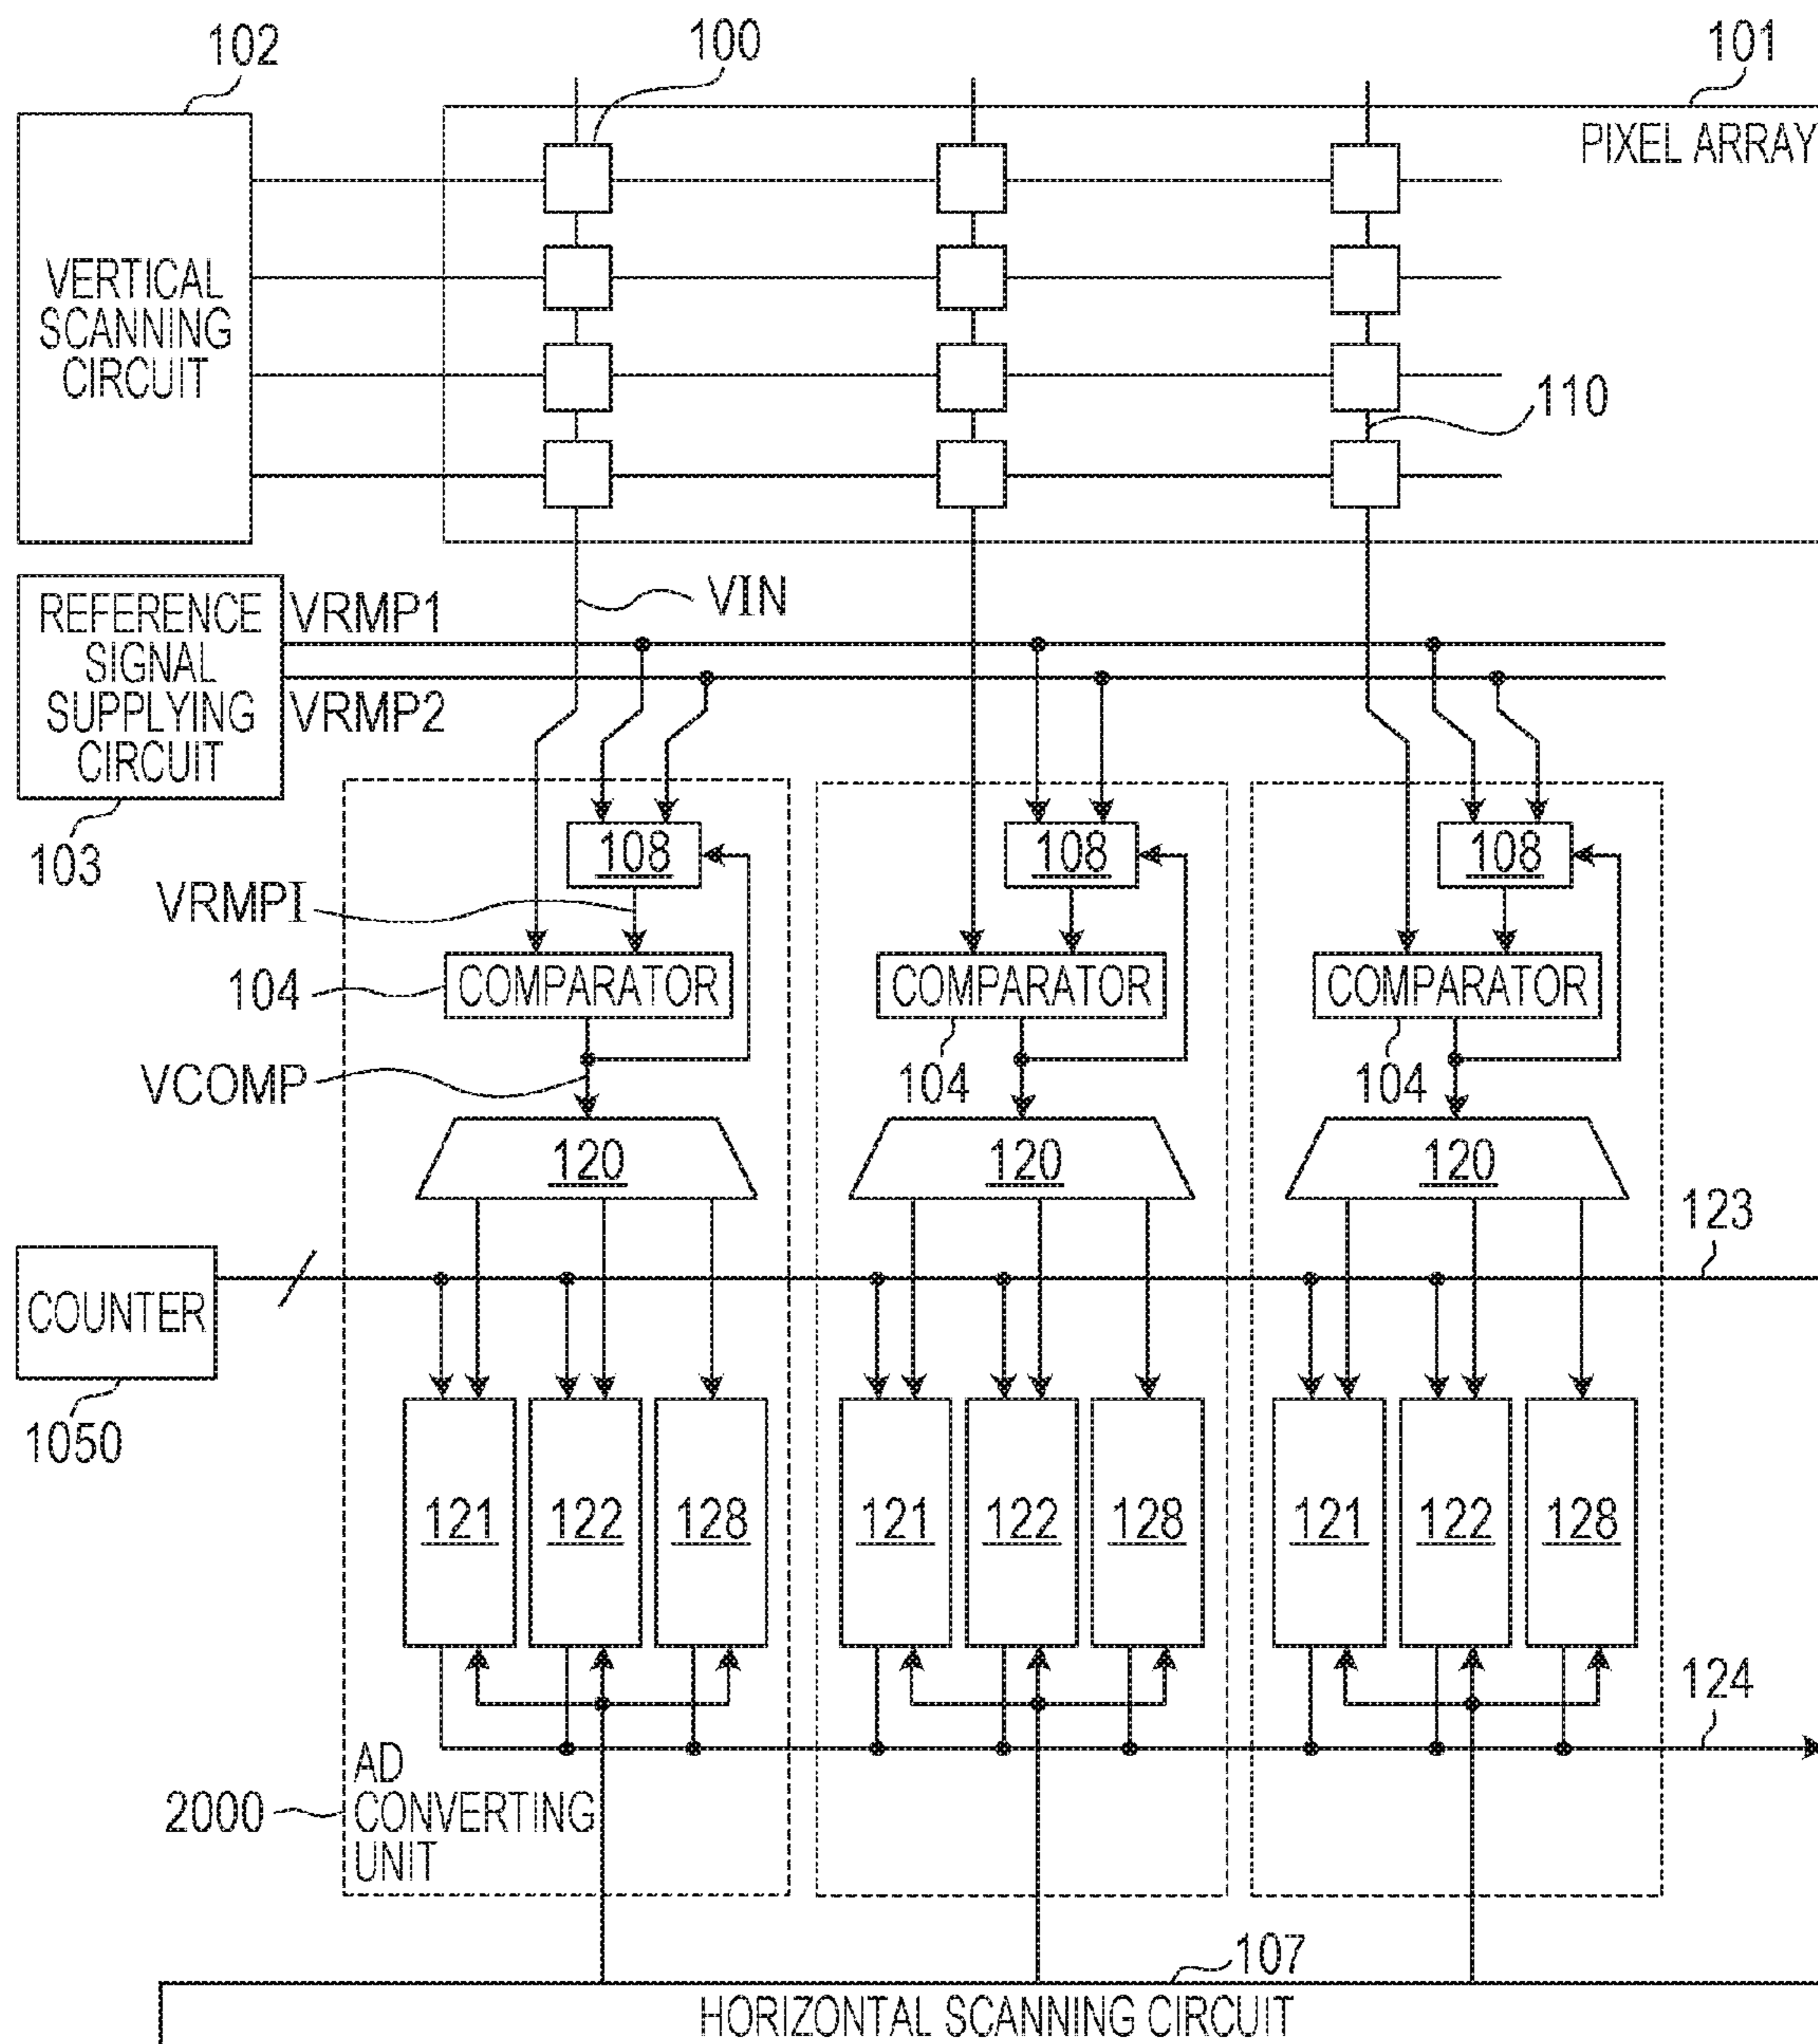 102
100
101
PIXEL ARRAY
VERTICAL
SCANNING
CIRCUIT
110
REFERENCE
SIGNAL
SUPPLYING
CIRCUIT
VRMP1
VRMP2
VIN
103
108
108
108
VRMPI
104
COMPARATOR
COMPARATOR
COMPARATOR
104
104
VCOMP
120
120
120
123
COUNTER
1050
121
122
128
121
122
128
121
122
128
124
AD
CONVERTING
UNIT
2000
107
HORIZONTAL SCANNING CIRCUIT